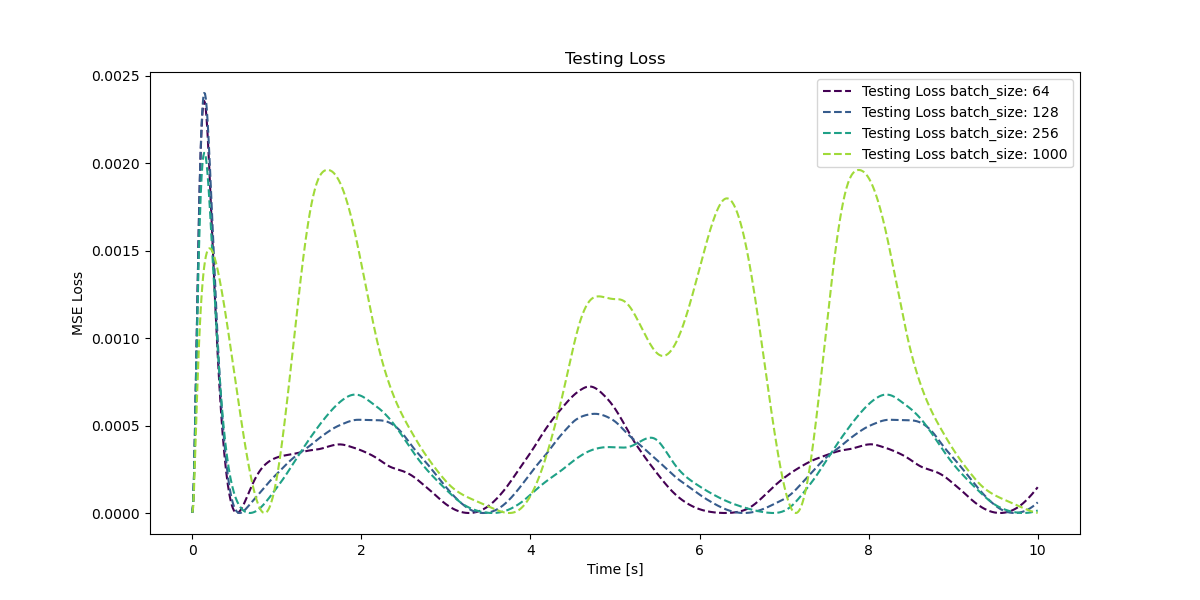 Testing Loss
0.0025
0.0020
0.0015
0.0010
0.0005
0.0000
MSE Loss
Testing Loss batch_size: 64
Testing Loss batch_size: 128
Testing Loss batch_size: 256
Testing Loss batch_size: 1000
0 2 4 6 8 10
Time [s]